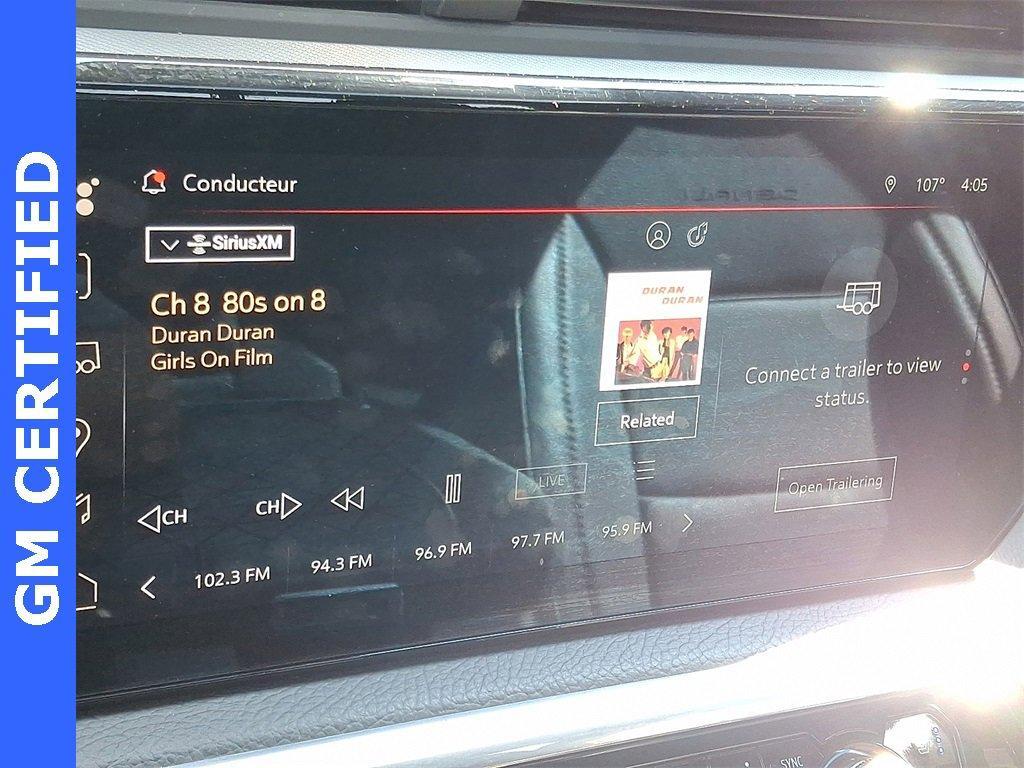 GM CERTIFIED
Conducteur
107° 4:05
SiriusXM
Ch 8 80s on 8
Duran Duran
Girls On Film
DURAN
DURAN
Related
Connect a trailer to view
status.
Open Trailering
CH
CH
LIVE
102.3 FM
94.3 FM
96.9 FM
97.7 FM
95.9 FM
SYNC